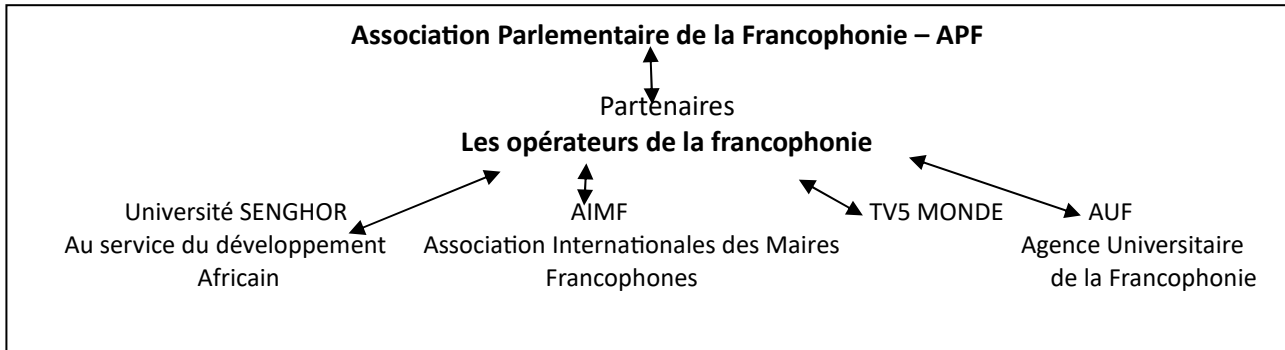 Association Parlementaire de la Francophonie – APF
Partenaires
Les opérateurs de la francophonie
Université SENGHOR
Au service du développement
Africain
AIMF
Association Internationales des Maires
Francophones
TV5 MONDE
AUF
Agence Universitaire
de la Francophonie